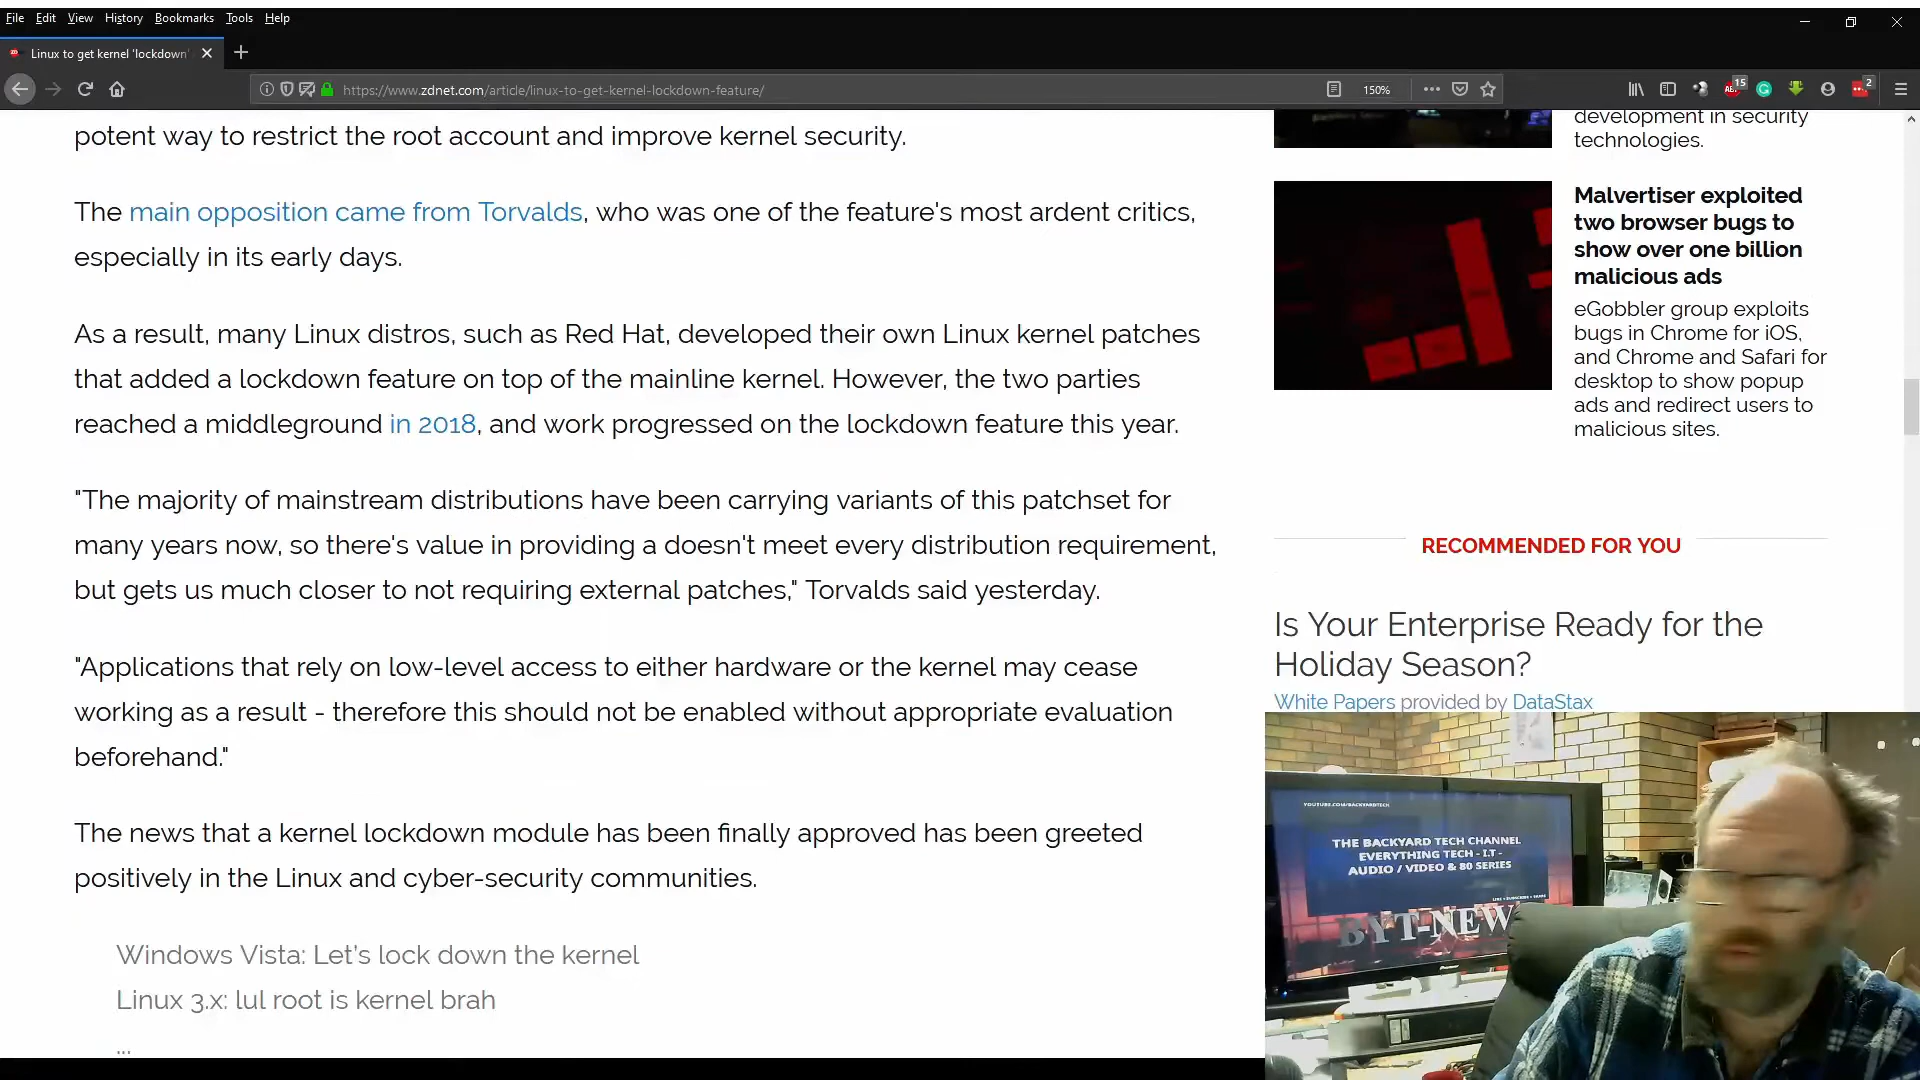 File Edit View History Bookmarks Tools Help
Linux to get kernel 'lockdown'
https://www.zdnet.com/article/linux-to-get-kernel-lockdown-feature/
150%
15
2
potent way to restrict the root account and improve kernel security.
The main opposition came from Torvalds, who was one of the feature's most ardent critics,
especially in its early days.
As a result, many Linux distros, such as Red Hat, developed their own Linux kernel patches
that added a lockdown feature on top of the mainline kernel. However, the two parties
reached a middleground in 2018, and work progressed on the lockdown feature this year.
"The majority of mainstream distributions have been carrying variants of this patchset for
many years now, so there's value in providing a doesn't meet every distribution requirement,
but gets us much closer to not requiring external patches," Torvalds said yesterday.
"Applications that rely on low-level access to either hardware or the kernel may cease
working as a result - therefore this should not be enabled without appropriate evaluation
beforehand."
The news that a kernel lockdown module has been finally approved has been greeted
positively in the Linux and cyber-security communities.
Windows Vista: Let's lock down the kernel
Linux 3.x: lul root is kernel brah
...
development in security
technologies.
Malvertiser exploited
two browser bugs to
show over one billion
malicious ads
eGobbler group exploits
bugs in Chrome for iOS,
and Chrome and Safari for
desktop to show popup
ads and redirect users to
malicious sites.
RECOMMENDED FOR YOU
Is Your Enterprise Ready for the
Holiday Season?
White Papers provided by DataStax
YOUTUBE.COM/BACKYARDTECH
THE BACKYARD TECH CHANNEL
EVERYTHING TECH - I.T -
AUDIO / VIDEO & 80 SERIES
LIKE + SUBSCRIBE + SHARE
BYT-NEW